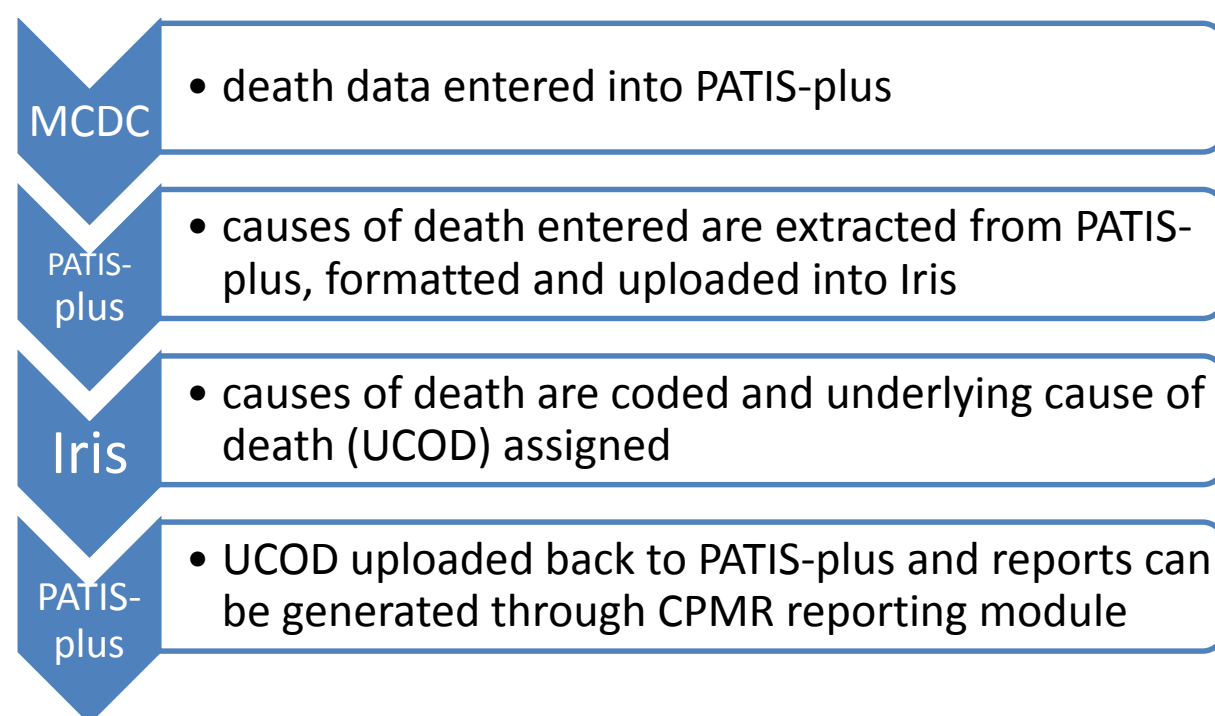 MCDC
• death data entered into PATIS-plus
PATIS-
plus
• causes of death entered are extracted from PATIS-
plus, formatted and uploaded into Iris
Iris
• causes of death are coded and underlying cause of
death (UCOD) assigned
PATIS-
plus
• UCOD uploaded back to PATIS-plus and reports can
be generated through CPMR reporting module